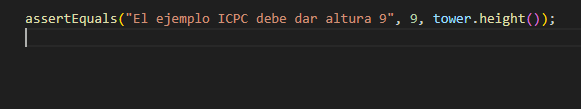 assertEquals("El ejemplo ICPC debe dar altura 9", 9, tower.height());